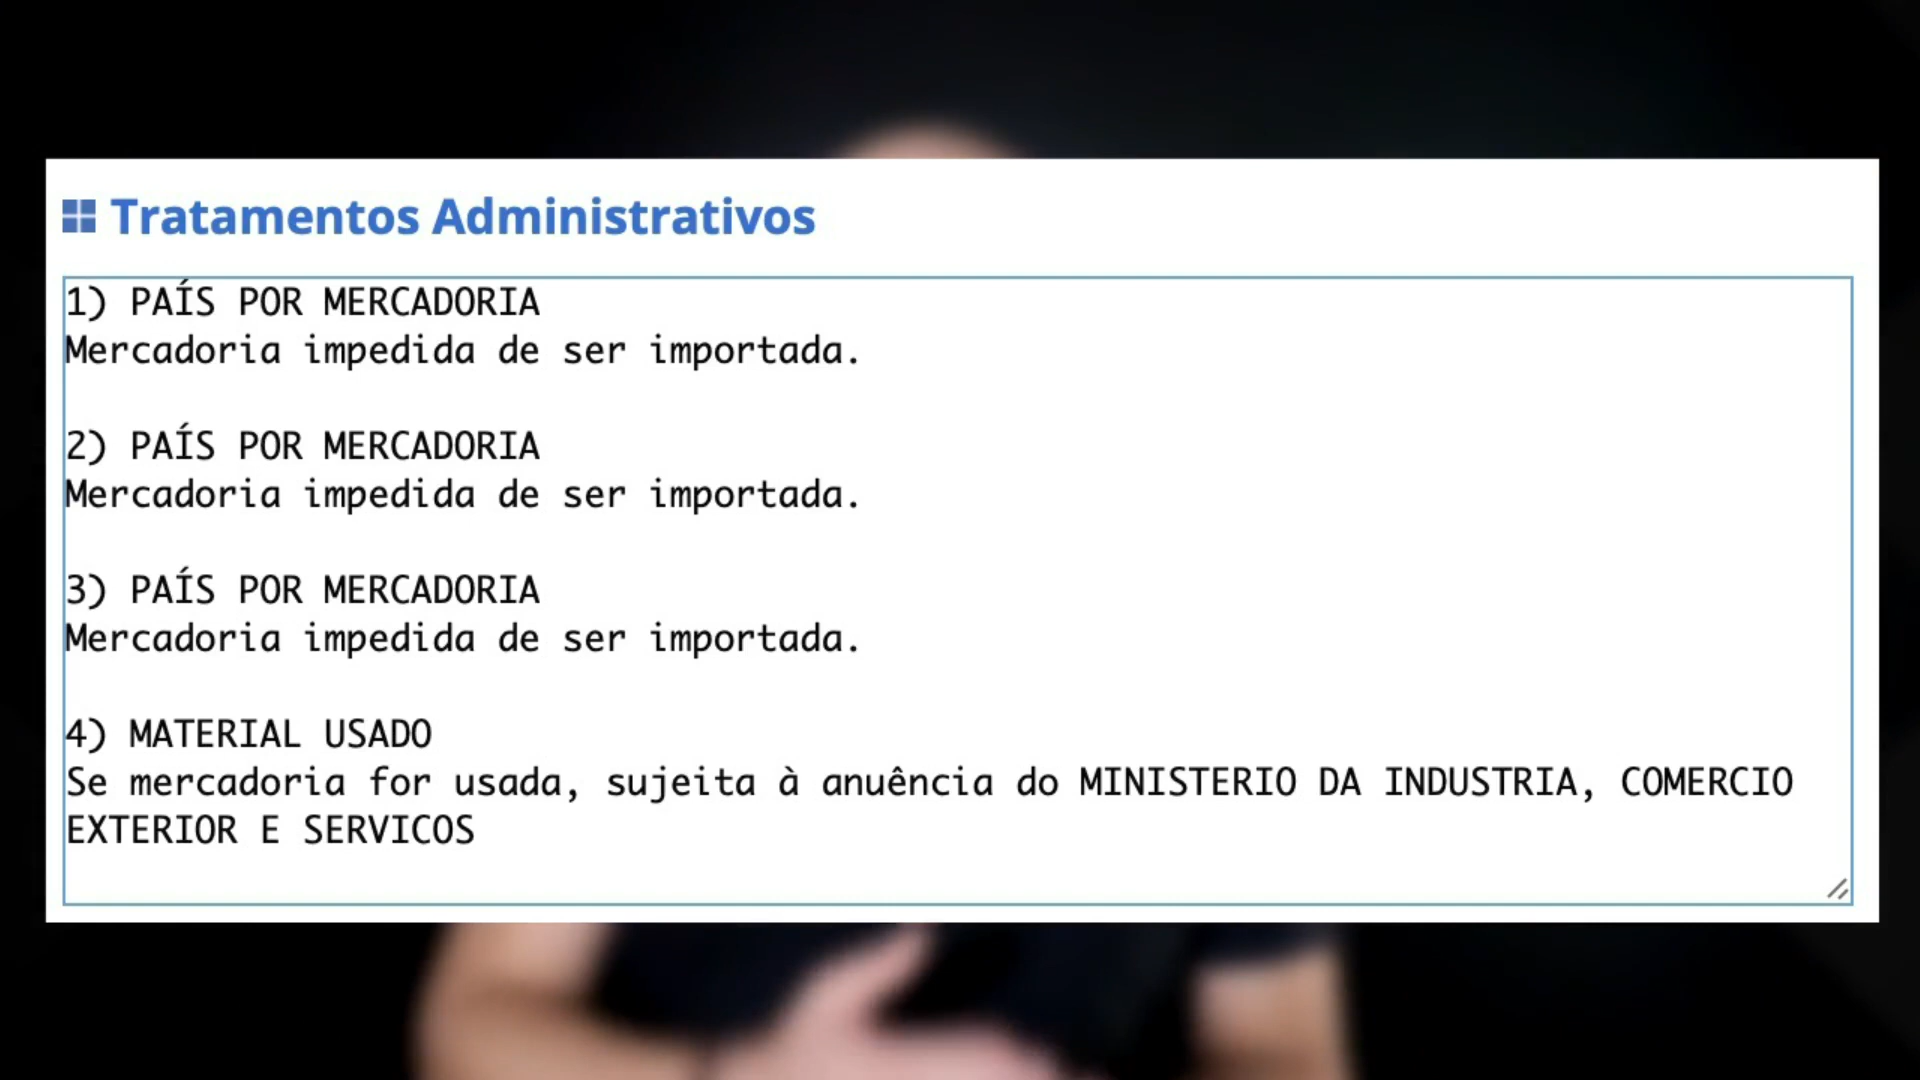 Tratamentos Administrativos
1) PAÍS POR MERCADORIA
Mercadoria impedida de ser importada.
2) PAÍS POR MERCADORIA
Mercadoria impedida de ser importada.
3) PAÍS POR MERCADORIA
Mercadoria impedida de ser importada.
4) MATERIAL USADO
Se mercadoria for usada, sujeita à anuência do MINISTERIO DA INDUSTRIA, COMERCIO
EXTERIOR E SERVICOS